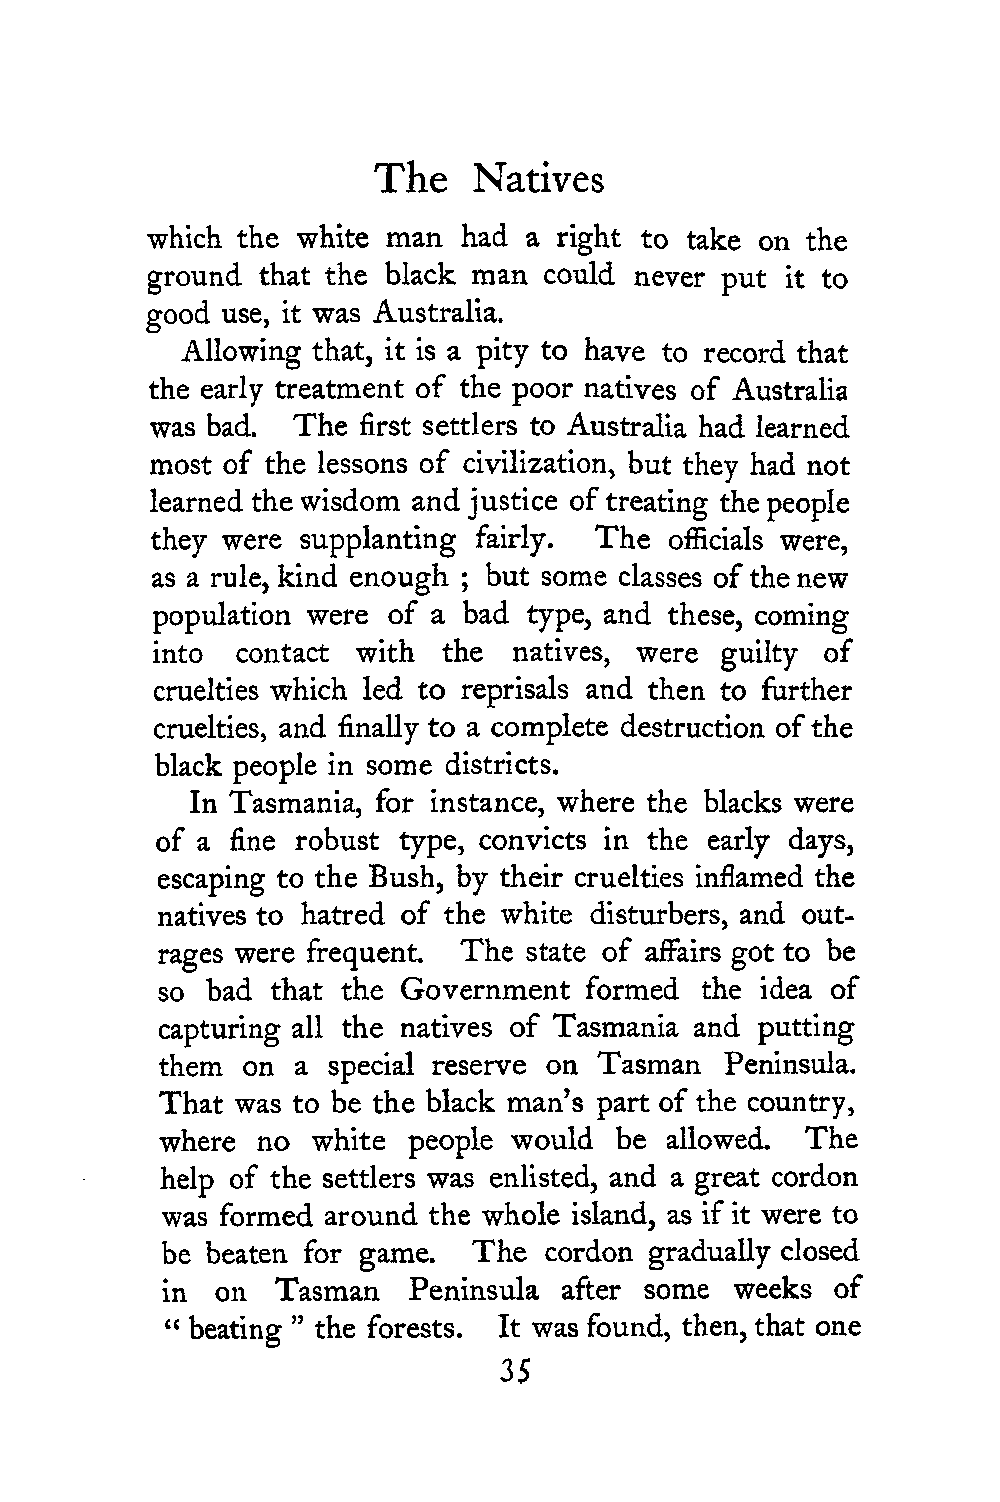 The Natives
which the white man had a right to take on the
ground that the black man could never put it to
good use, it was Australia.
Allowing that, it is a pity to have to record that
the early treatment of the poor natives of Australia
was bad. The first settlers to Australia had learned
most of the lessons of civilization, but they had not
learned the wisdom and justice of treating the people
they were supplanting fairly. The officials were,
as a rule, kind enough ; but some classes of the new
population were of a bad type, and these, coming
into contact with the natives, were guilty of
cruelties which led to reprisals and then to further
cruelties, and finally to a complete destruction of the
black people in some districts.
In Tasmania, for instance, where the blacks were
of a fine robust type, convicts in the early days,
escaping to the Bush, by their cruelties inflamed the
natives to hatred of the white disturbers, and out-
rages were frequent. The state of affairs got to be
so bad that the Government formed the idea of
capturing all the natives of Tasmania and putting
them on a special reserve on Tasman Peninsula.
That was to be the black man's part of the country,
where no white people would be allowed. The
help of the settlers was enlisted, and a great cordon
was formed around the whole island, as if it were to
be beaten for game. The cordon gradually closed
in on Tasman Peninsula after some weeks of
“ beating ” the forests. It was found, then, that one
35